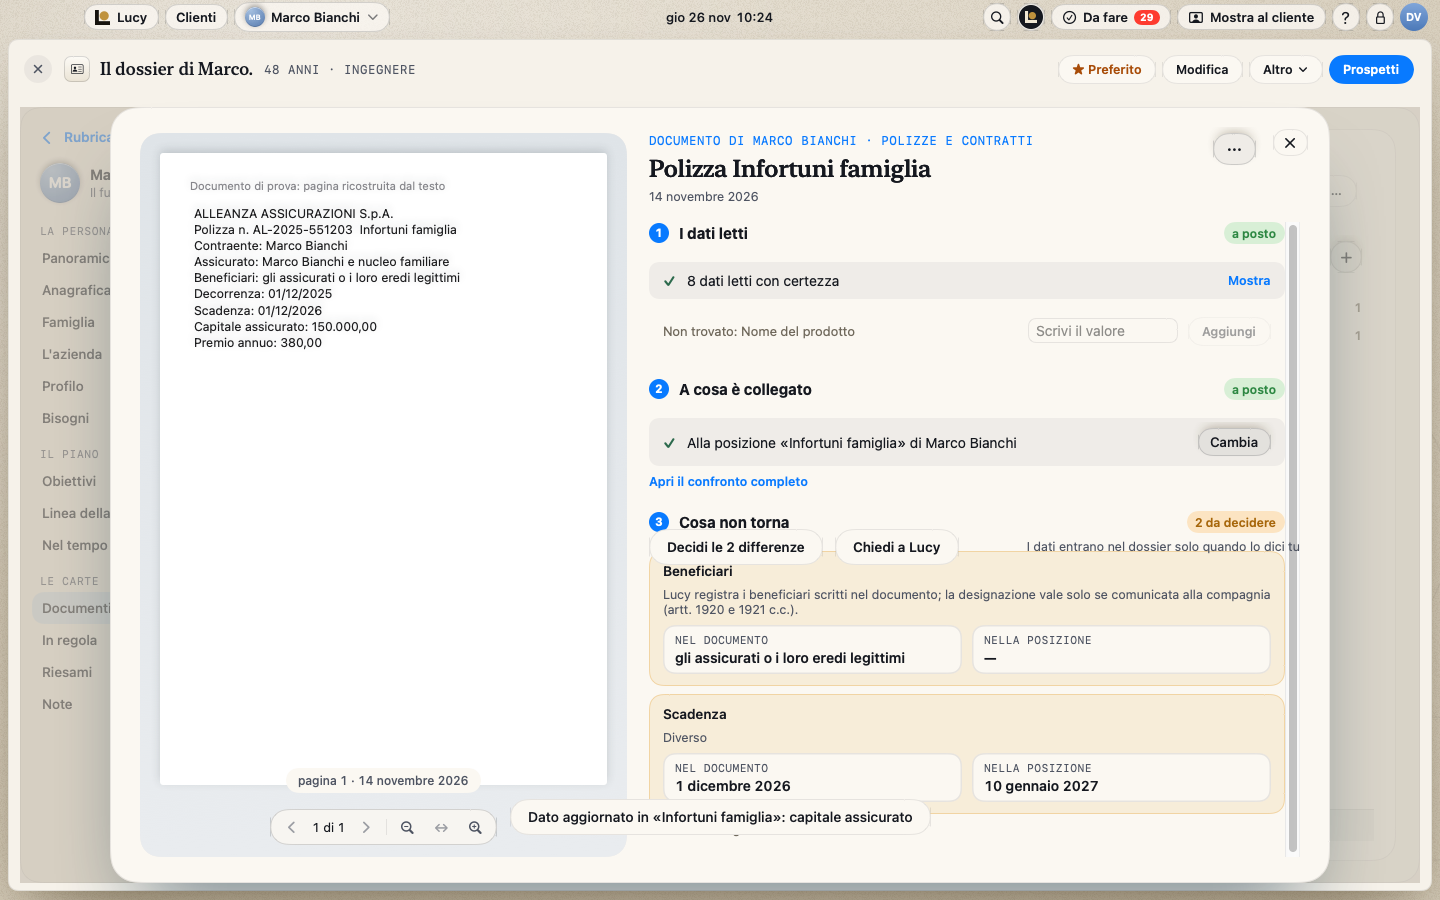 Lucy
Clienti
MB Marco Bianchi
gio 26 nov 10:24
Da fare 29
Mostra al cliente
?
DV
Il dossier di Marco. 48 ANNI · INGEGNERE
Preferito
Modifica
Altro
Prospetti
Rubrica
MB
Ma
Il fu
LA PERSONA
Panoramic
Anagrafica
Famiglia
L'azienda
Profilo
Bisogni
IL PIANO
Obiettivi
Linea della
Nel tempo
LE CARTE
Documenti
In regola
Riesami
Note
Documento di prova: pagina ricostruita dal testo
ALLEANZA ASSICURAZIONI S.p.A.
Polizza n. AL-2025-551203 Infortuni famiglia
Contraente: Marco Bianchi
Assicurato: Marco Bianchi e nucleo familiare
Beneficiari: gli assicurati o i loro eredi legittimi
Decorrenza: 01/12/2025
Scadenza: 01/12/2026
Capitale assicurato: 150.000,00
Premio annuo: 380,00
pagina 1 · 14 novembre 2026
1 di 1
DOCUMENTO DI MARCO BIANCHI · POLIZZE E CONTRATTI
Polizza Infortuni famiglia
14 novembre 2026
1 I dati letti
a posto
8 dati letti con certezza
Mostra
Non trovato: Nome del prodotto
Scrivi il valore
Aggiungi
2 A cosa è collegato
a posto
Alla posizione «Infortuni famiglia» di Marco Bianchi
Cambia
Apri il confronto completo
3 Cosa non torna
2 da decidere
Decidi le 2 differenze
Chiedi a Lucy
I dati entrano nel dossier solo quando lo dici tu
Beneficiari
Lucy registra i beneficiari scritti nel documento; la designazione vale solo se comunicata alla compagnia
(artt. 1920 e 1921 c.c.).
NEL DOCUMENTO
gli assicurati o i loro eredi legittimi
NELLA POSIZIONE
—
Scadenza
Diverso
NEL DOCUMENTO
1 dicembre 2026
NELLA POSIZIONE
10 gennaio 2027
Dato aggiornato in «Infortuni famiglia»: capitale assicurato
1
1